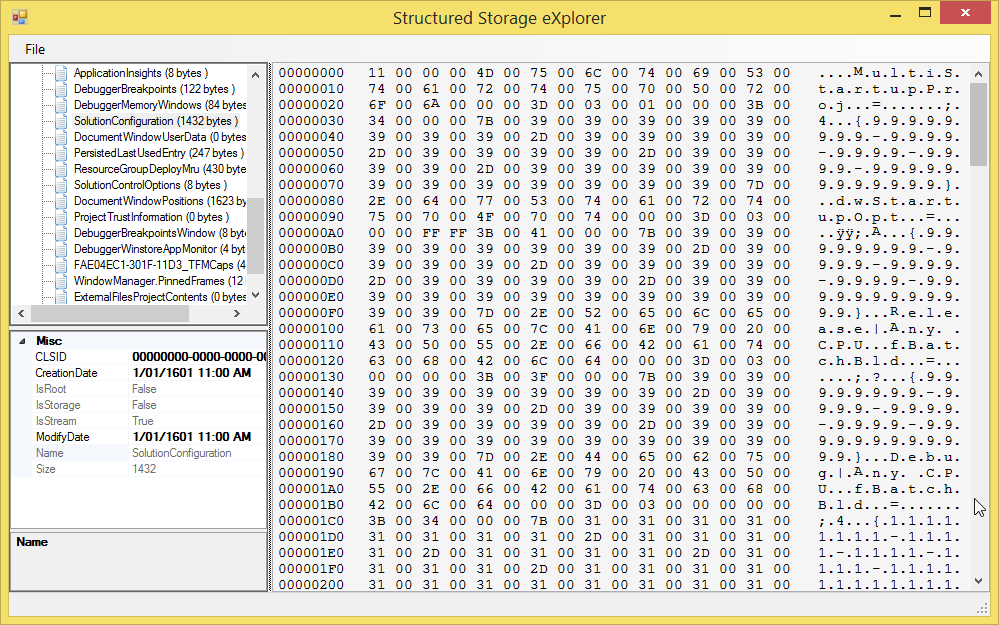 Structured Storage eXplorer
File
ApplicationInsights (8 bytes )
DebuggerBreakpoints (122 bytes )
DebuggerMemoryWindows (84 bytes
SolutionConfiguration (1432 bytes )
DocumentWindowUserData (0 bytes
PersistedLastUsedEntry (247 bytes )
ResourceGroupDeployMru (430 byte
SolutionControlOptions (8 bytes )
DocumentWindowPositions (1623 by
ProjectTrustInformation (0 bytes )
DebuggerBreakpointsWindow (8 byt
DebuggerWinstoreAppMonitor (4 byt
FAE04EC1-301F-11D3_TFMCaps (4
WindowManager.PinnedFrames (12
ExternalFilesProjectContents (0 bytes
Misc
CLSID 00000000-0000-0000-00
CreationDate 1/01/1601 11:00 AM
IsRoot False
IsStorage False
IsStream True
ModifyDate 1/01/1601 11:00 AM
Name SolutionConfiguration
Size 1432
Name
00000000 11 00 00 00 4D 00 75 00 6C 00 74 00 69 00 53 00 ....M.u.l.t.i.S.
00000010 74 00 61 00 72 00 74 00 75 00 70 00 50 00 72 00 t.a.r.t.u.p.P.r.
00000020 6F 00 6A 00 00 00 3D 00 03 00 01 00 00 00 3B 00 o.j...=.......;.
00000030 34 00 00 00 7B 00 39 00 39 00 39 00 39 00 39 00 4...{.9.9.9.9.9.
00000040 39 00 39 00 39 00 2D 00 39 00 39 00 39 00 39 00 9.9.9.-.9.9.9.9.
00000050 2D 00 39 00 39 00 39 00 39 00 2D 00 39 00 39 00 -.9.9.9.9.-.9.9.
00000060 39 00 39 00 2D 00 39 00 39 00 39 00 39 00 39 00 9.9.-.9.9.9.9.9.
00000070 39 00 39 00 39 00 39 00 39 00 39 00 39 00 7D 00 9.9.9.9.9.9.9.}.
00000080 2E 00 64 00 77 00 53 00 74 00 61 00 72 00 74 00 ..d.w.S.t.a.r.t.
00000090 75 00 70 00 4F 00 70 00 74 00 00 00 3D 00 03 00 u.p.O.p.t...=...
000000A0 00 00 FF FF 3B 00 41 00 00 00 7B 00 39 00 39 00 ..ÿÿ;.A...{.9.9.
000000B0 39 00 39 00 39 00 39 00 39 00 39 00 2D 00 39 00 9.9.9.9.9.9.-.9.
000000C0 39 00 39 00 39 00 2D 00 39 00 39 00 39 00 39 00 9.9.9.-.9.9.9.9.
000000D0 2D 00 39 00 39 00 39 00 39 00 2D 00 39 00 39 00 -.9.9.9.9.-.9.9.
000000E0 39 00 39 00 39 00 39 00 39 00 39 00 39 00 39 00 9.9.9.9.9.9.9.9.
000000F0 39 00 39 00 7D 00 2E 00 52 00 65 00 6C 00 65 00 9.9.}...R.e.l.e.
00000100 61 00 73 00 65 00 7C 00 41 00 6E 00 79 00 20 00 a.s.e.|.A.n.y. .
00000110 43 00 50 00 55 00 2E 00 66 00 42 00 61 00 74 00 C.P.U...f.B.a.t.
00000120 63 00 68 00 42 00 6C 00 64 00 00 00 3D 00 03 00 c.h.B.l.d...=...
00000130 00 00 00 00 3B 00 3F 00 00 00 7B 00 39 00 39 00 ....;.?...{.9.9.
00000140 39 00 39 00 39 00 39 00 39 00 39 00 2D 00 39 00 9.9.9.9.9.9.-.9.
00000150 39 00 39 00 39 00 2D 00 39 00 39 00 39 00 39 00 9.9.9.-.9.9.9.9.
00000160 2D 00 39 00 39 00 39 00 39 00 2D 00 39 00 39 00 -.9.9.9.9.-.9.9.
00000170 39 00 39 00 39 00 39 00 39 00 39 00 39 00 39 00 9.9.9.9.9.9.9.9.
00000180 39 00 39 00 7D 00 2E 00 44 00 65 00 62 00 75 00 9.9.}...D.e.b.u.
00000190 67 00 7C 00 41 00 6E 00 79 00 20 00 43 00 50 00 g.|.A.n.y. .C.P.
000001A0 55 00 2E 00 66 00 42 00 61 00 74 00 63 00 68 00 U...f.B.a.t.c.h.
000001B0 42 00 6C 00 64 00 00 00 3D 00 03 00 00 00 00 00 B.l.d...=.......
000001C0 3B 00 34 00 00 00 7B 00 31 00 31 00 31 00 31 00 ;.4...{.1.1.1.1.
000001D0 31 00 31 00 31 00 31 00 2D 00 31 00 31 00 31 00 1.1.1.1.-.1.1.1.
000001E0 31 00 2D 00 31 00 31 00 31 00 31 00 2D 00 31 00 1.-.1.1.1.1.-.1.
000001F0 31 00 31 00 31 00 2D 00 31 00 31 00 31 00 31 00 1.1.1.-.1.1.1.1.
00000200 31 00 31 00 31 00 31 00 31 00 31 00 31 00 31 00 1.1.1.1.1.1.1.1.